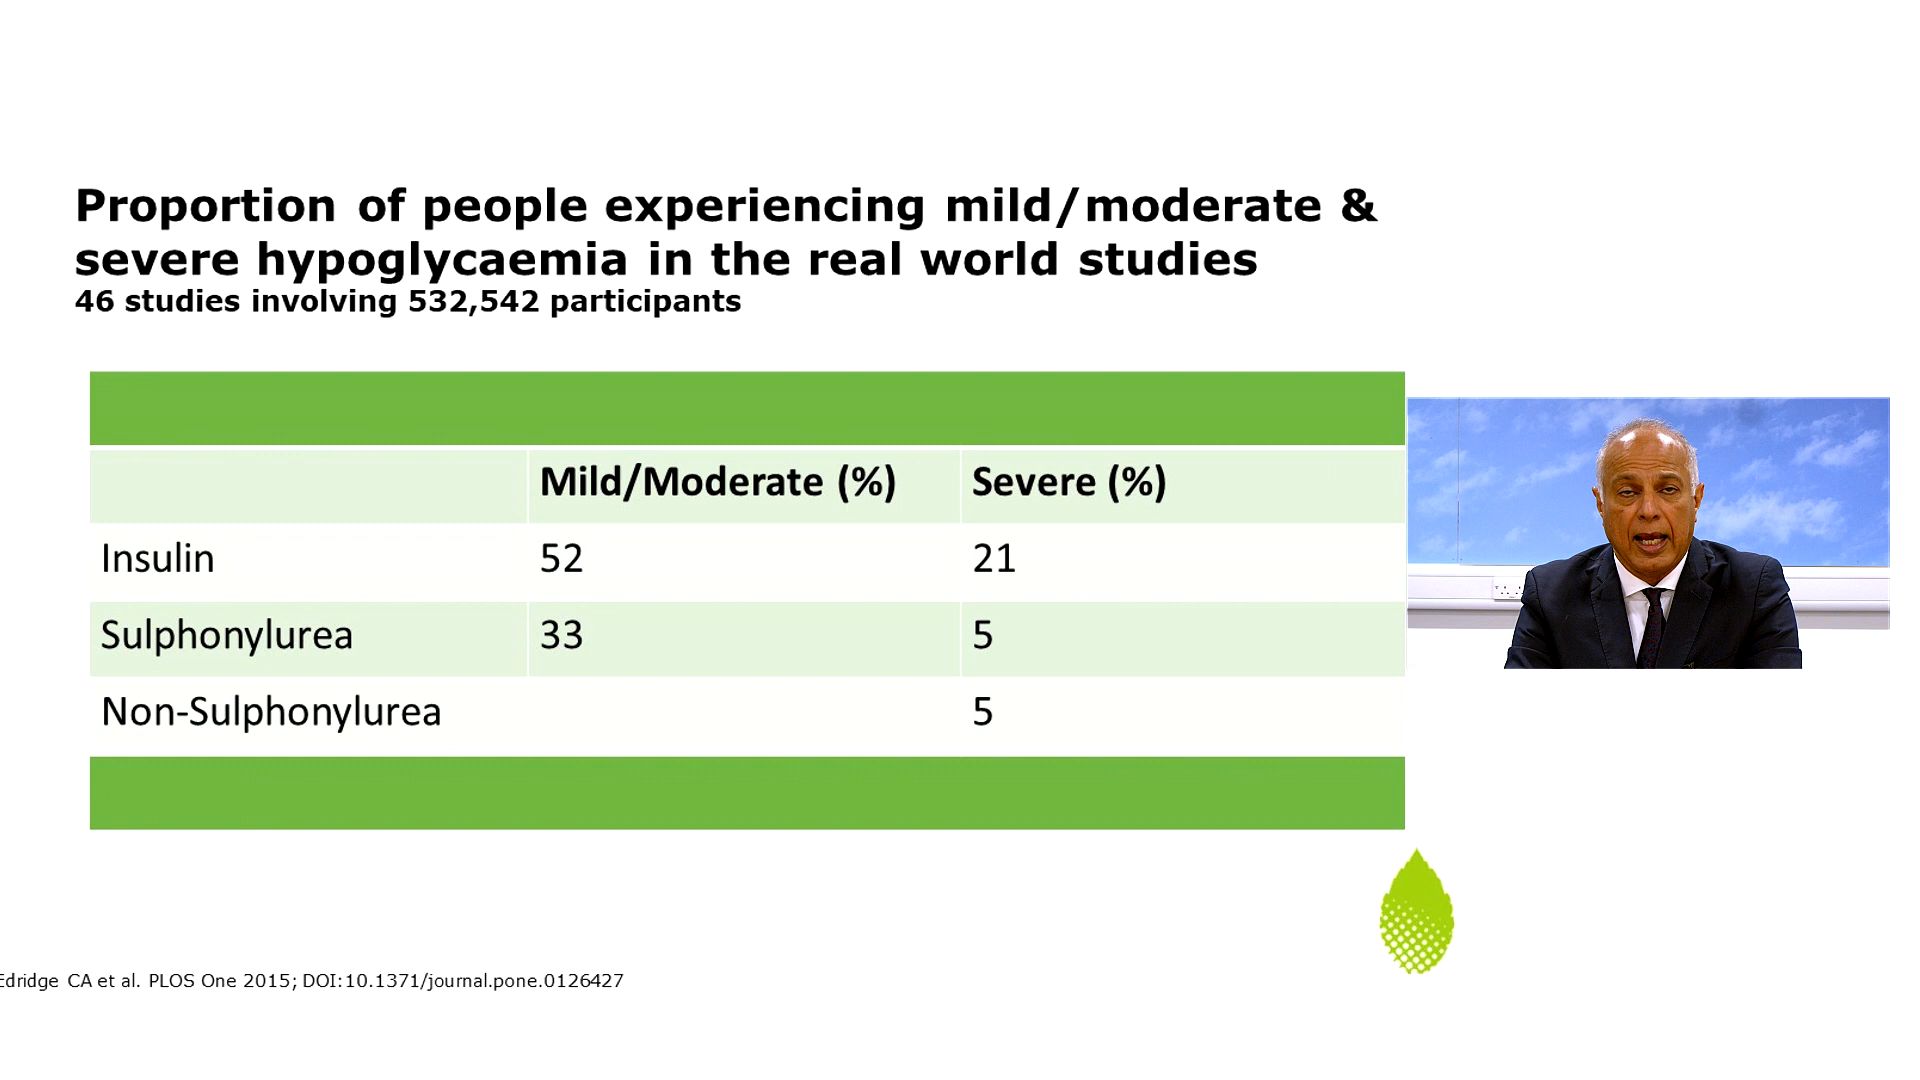 Proportion of people experiencing mild/moderate &
severe hypoglycaemia in the real world studies
46 studies involving 532,542 participants
Mild/Moderate (%) Severe (%)
Insulin 52 21
Sulphonylurea 33 5
Non-Sulphonylurea 5
Edridge CA et al. PLOS One 2015; DOI:10.1371/journal.pone.0126427